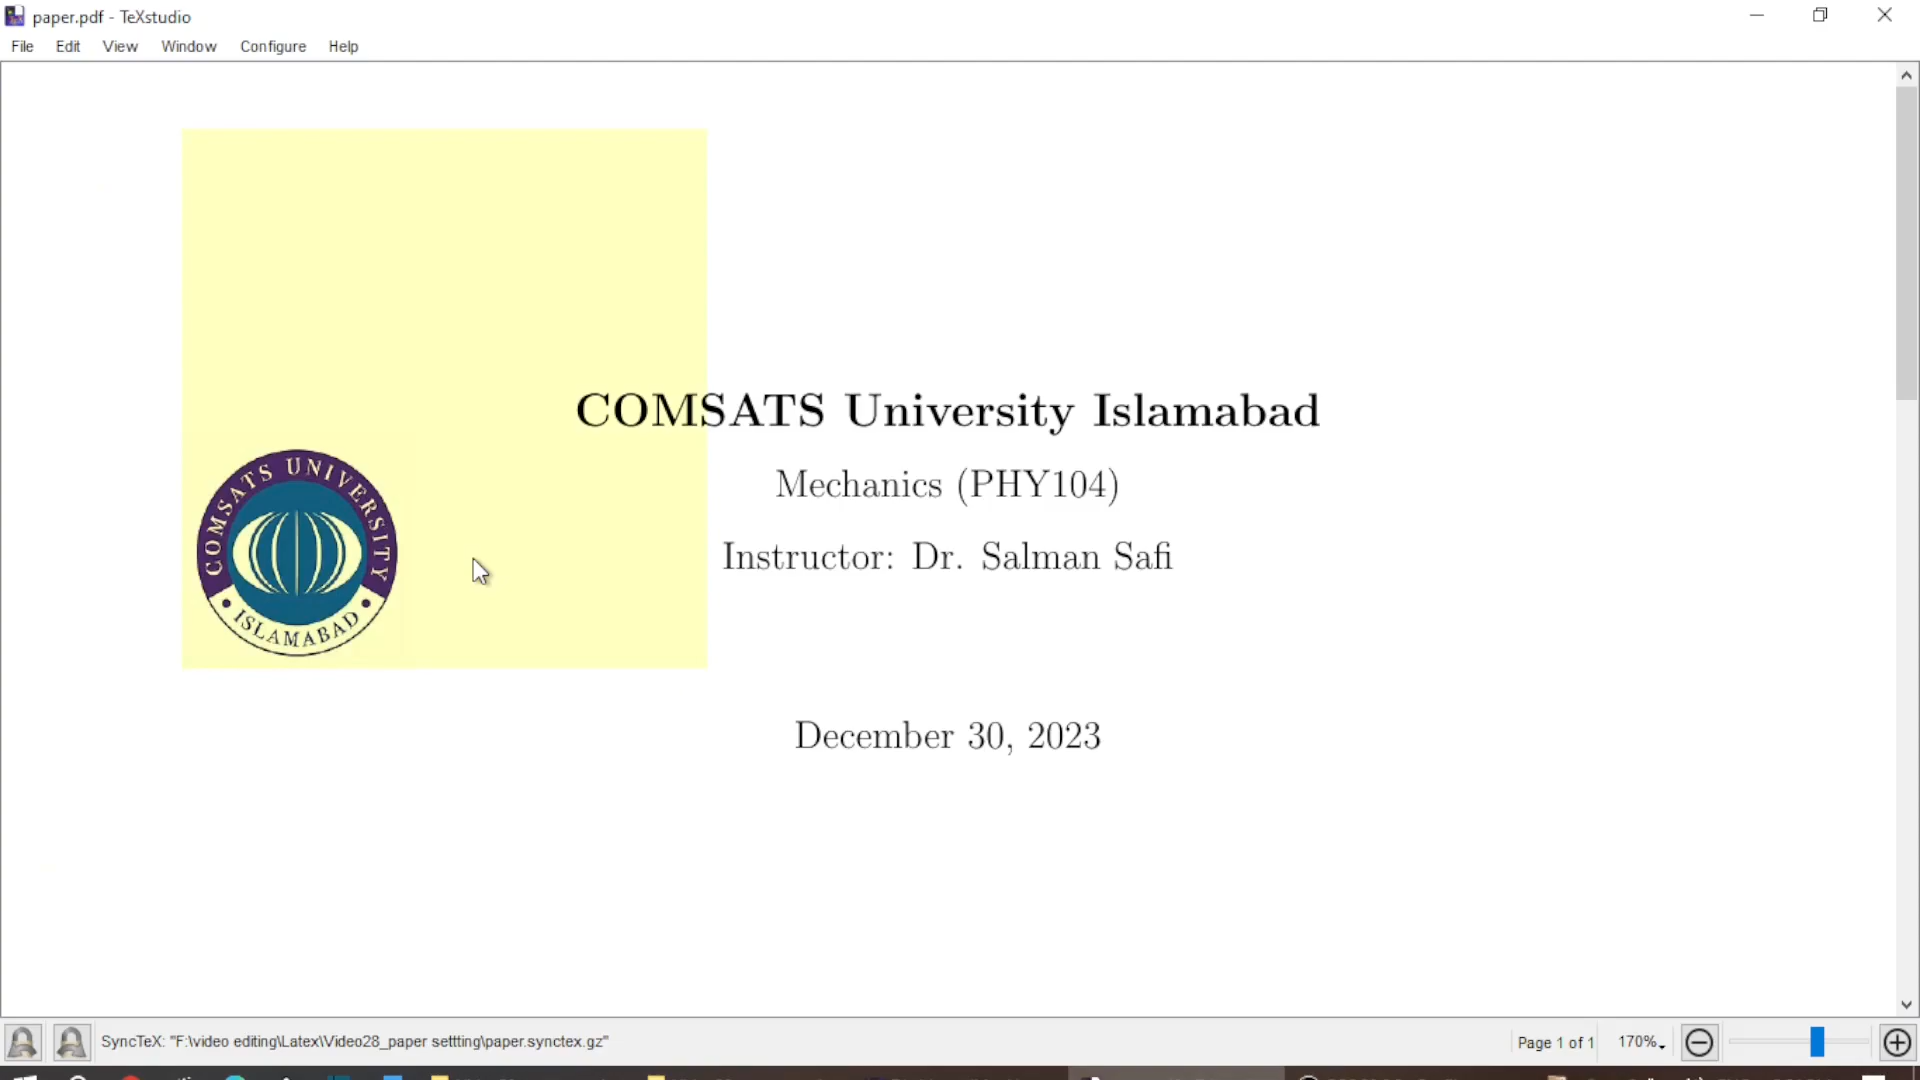 paper.pdf - TeXstudio
File Edit View Window Configure Help
COMSATS University Islamabad
Mechanics (PHY104)
Instructor: Dr. Salman Safi
COMSATS UNIVERSITY
ISLAMABAD
December 30, 2023
SyncTeX: "F:\video editing\Latex\Video28_paper settting\paper.synctex.gz"
Page 1 of 1 170%